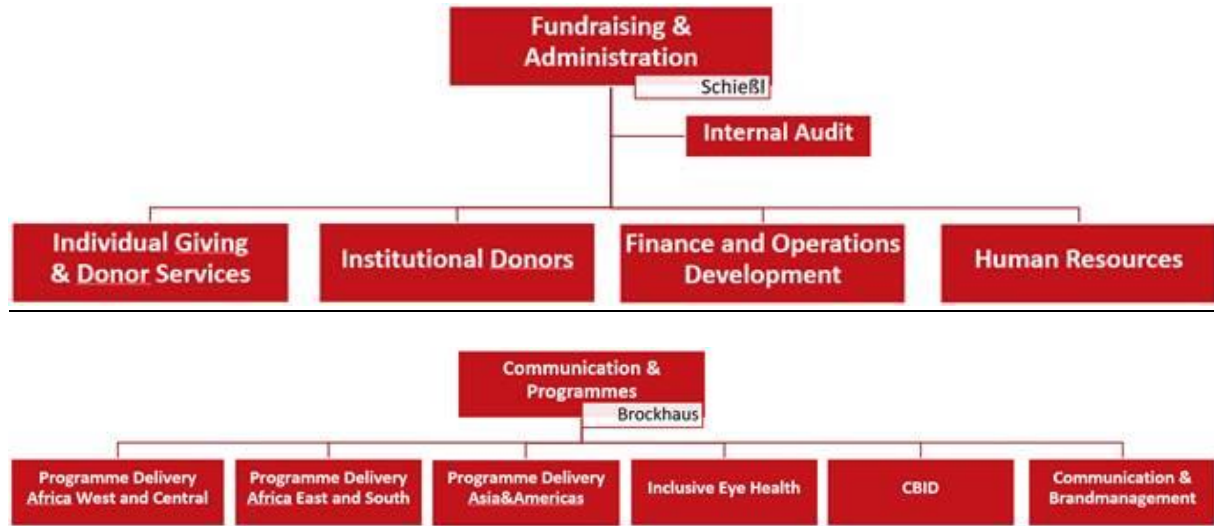 Fundraising &
Administration
Schießl
Internal Audit
Individual Giving
& Donor Services
Institutional Donors
Finance and Operations
Development
Human Resources
Communication &
Programmes
Brockhaus
Programme Delivery
Africa West and Central
Programme Delivery
Africa East and South
Programme Delivery
Asia&Americas
Inclusive Eye Health
CBID
Communication &
Brandmanagement